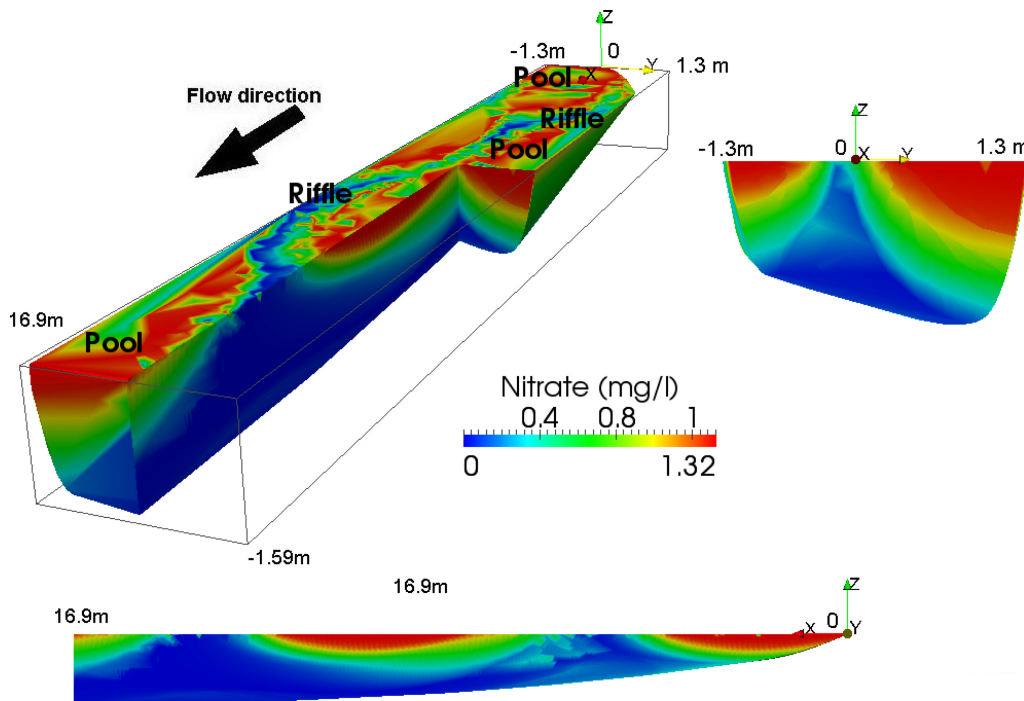 Z
-1.3m
0
Y
1.3 m
X
Pool
Flow direction
Riffle
Pool
Z
-1.3m
0
X
Y
1.3 m
Riffle
16.9m
Pool
Nitrate (mg/l)
0.4 0.8 1
0 1.32
-1.59m
16.9m
Z
16.9m
X
0
Y